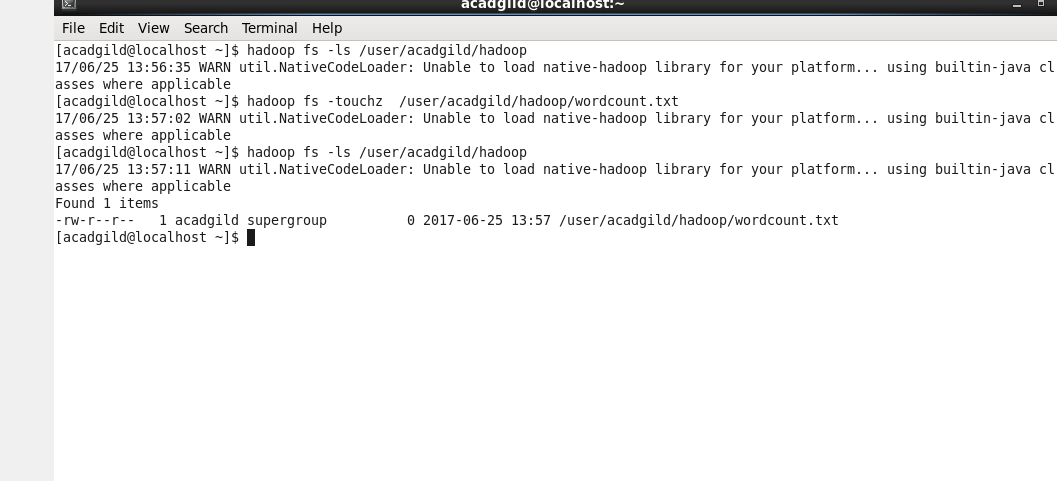 acadgild@localhost:~
File Edit View Search Terminal Help
[acadgild@localhost ~]$ hadoop fs -ls /user/acadgild/hadoop
17/06/25 13:56:35 WARN util.NativeCodeLoader: Unable to load native-hadoop library for your platform... using builtin-java cl
asses where applicable
[acadgild@localhost ~]$ hadoop fs -touchz  /user/acadgild/hadoop/wordcount.txt
17/06/25 13:57:02 WARN util.NativeCodeLoader: Unable to load native-hadoop library for your platform... using builtin-java cl
asses where applicable
[acadgild@localhost ~]$ hadoop fs -ls /user/acadgild/hadoop
17/06/25 13:57:11 WARN util.NativeCodeLoader: Unable to load native-hadoop library for your platform... using builtin-java cl
asses where applicable
Found 1 items
-rw-r--r--   1 acadgild supergroup          0 2017-06-25 13:57 /user/acadgild/hadoop/wordcount.txt
[acadgild@localhost ~]$